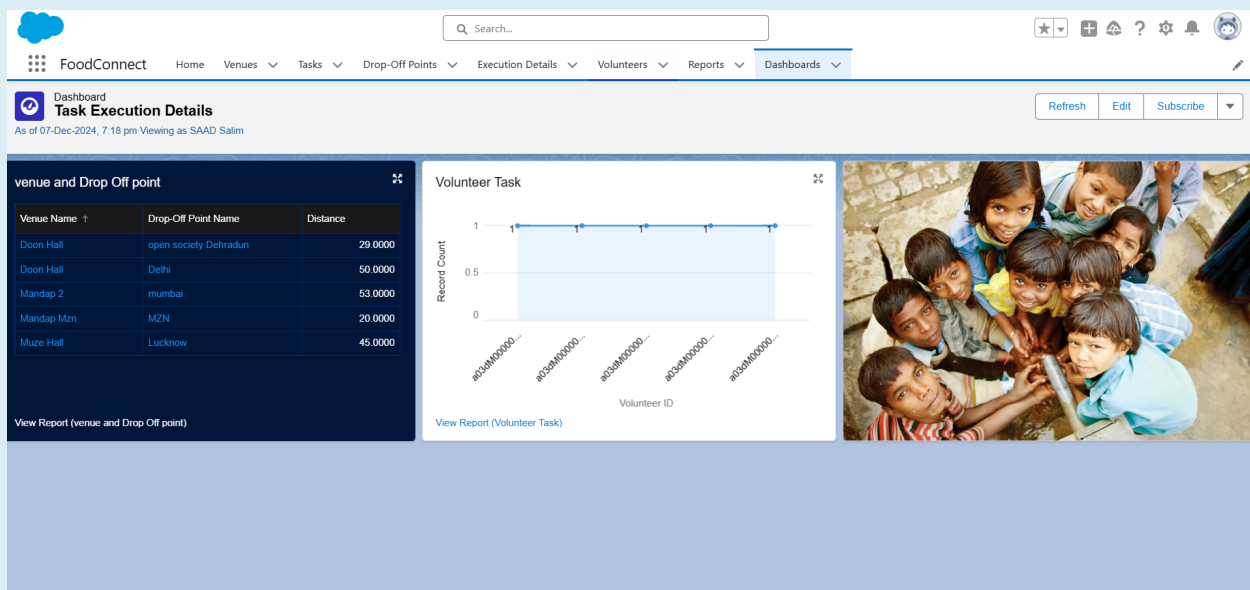 Search...
FoodConnect Home Venues Tasks Drop-Off Points Execution Details Volunteers Reports Dashboards
Dashboard
Task Execution Details
As of 07-Dec-2024, 7:18 pm·Viewing as SAAD Salim
Refresh Edit Subscribe
venue and Drop Off point
Venue Name ↑ Drop-Off Point Name Distance
Doon Hall open society Dehradun 29.0000
Doon Hall Delhi 50.0000
Mandap 2 mumbai 53.0000
Mandap Mzn MZN 20.0000
Muze Hall Lucknow 45.0000
View Report (venue and Drop Off point)
Volunteer Task
Record Count
1
0.5
0
1 1 1 1 1
a03dM00000... a03dM00000... a03dM00000... a03dM00000... a03dM00000...
Volunteer ID
View Report (Volunteer Task)